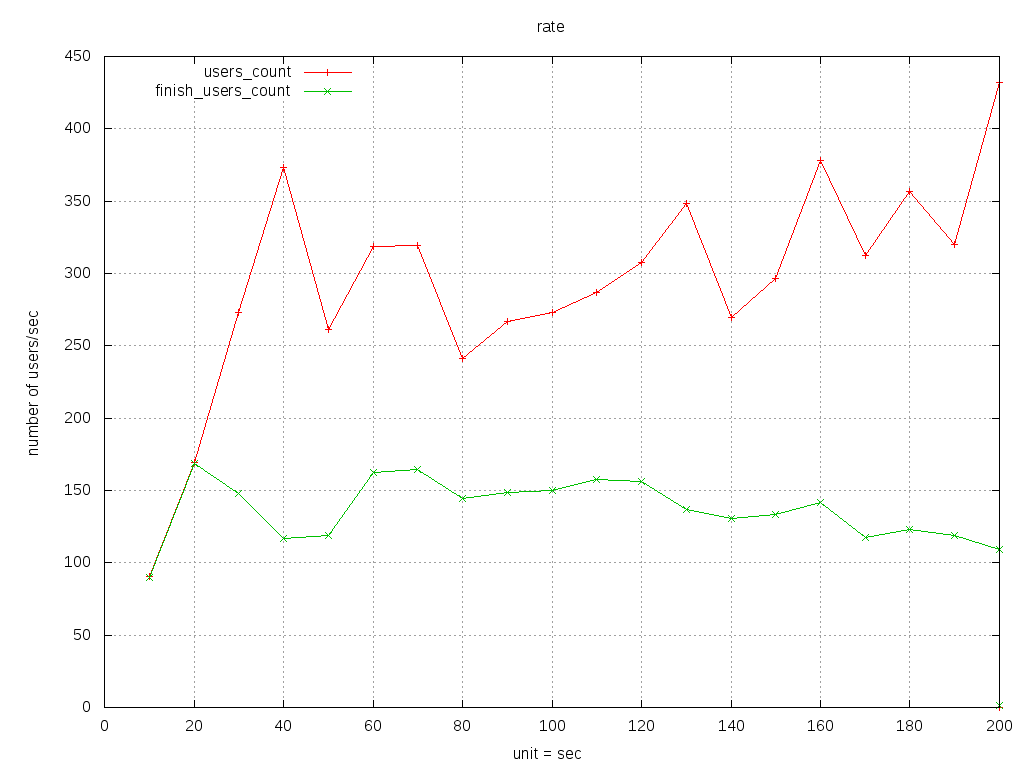 rate
users_count
finish_users_count
450
400
350
300
250
200
150
100
50
0
number of users/sec
0 20 40 60 80 100 120 140 160 180 200
unit = sec